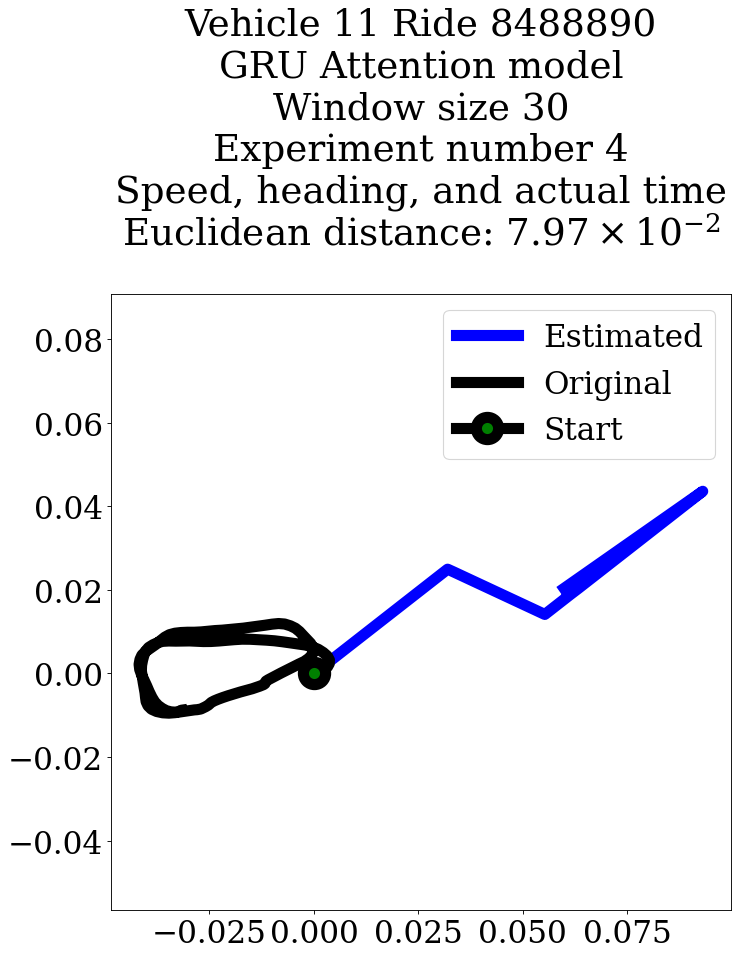 Vehicle 11 Ride 8488890
GRU Attention model
Window size 30
Experiment number 4
Speed, heading, and actual time
Euclidean distance: 7.97 × 10⁻²
Estimated
Original
Start
0.08
0.06
0.04
0.02
0.00
−0.02
−0.04
−0.025 0.000 0.025 0.050 0.075